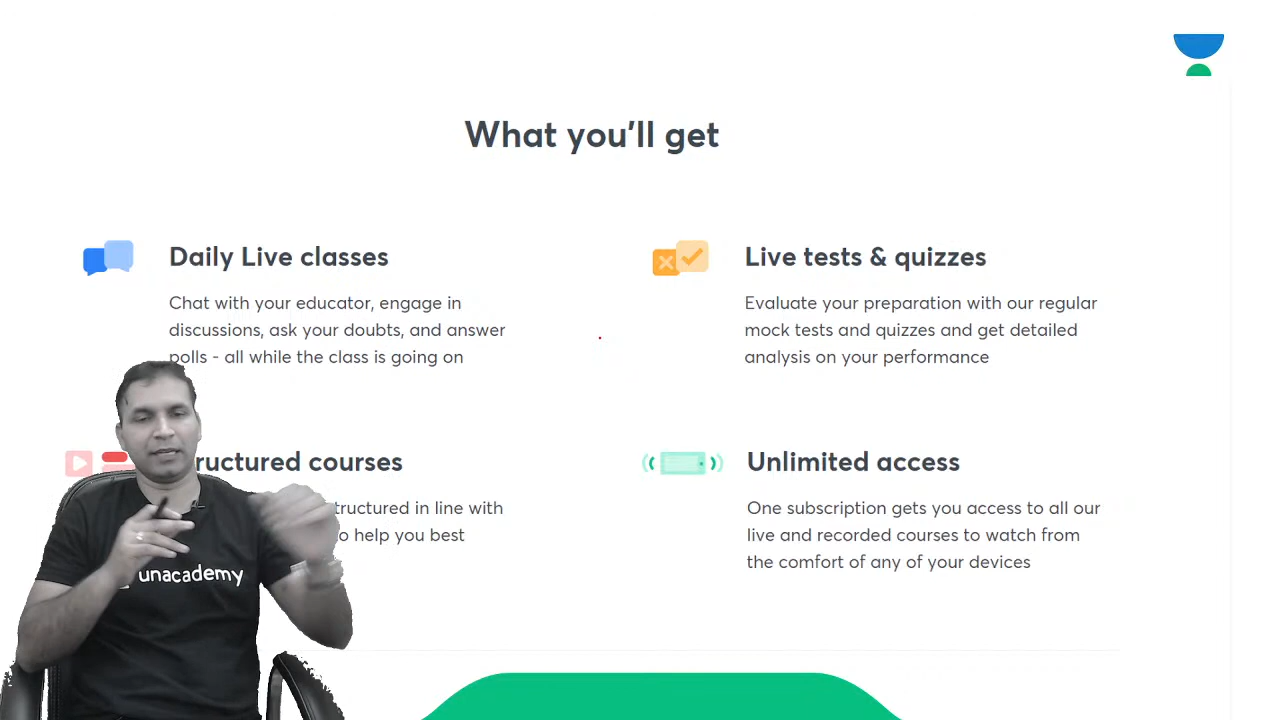 What you'll get
Daily Live classes
Chat with your educator, engage in
discussions, ask your doubts, and answer
polls - all while the class is going on
Live tests & quizzes
Evaluate your preparation with our regular
mock tests and quizzes and get detailed
analysis on your performance
ructured courses
tructured in line with
o help you best
Unlimited access
One subscription gets you access to all our
live and recorded courses to watch from
the comfort of any of your devices
unacademy